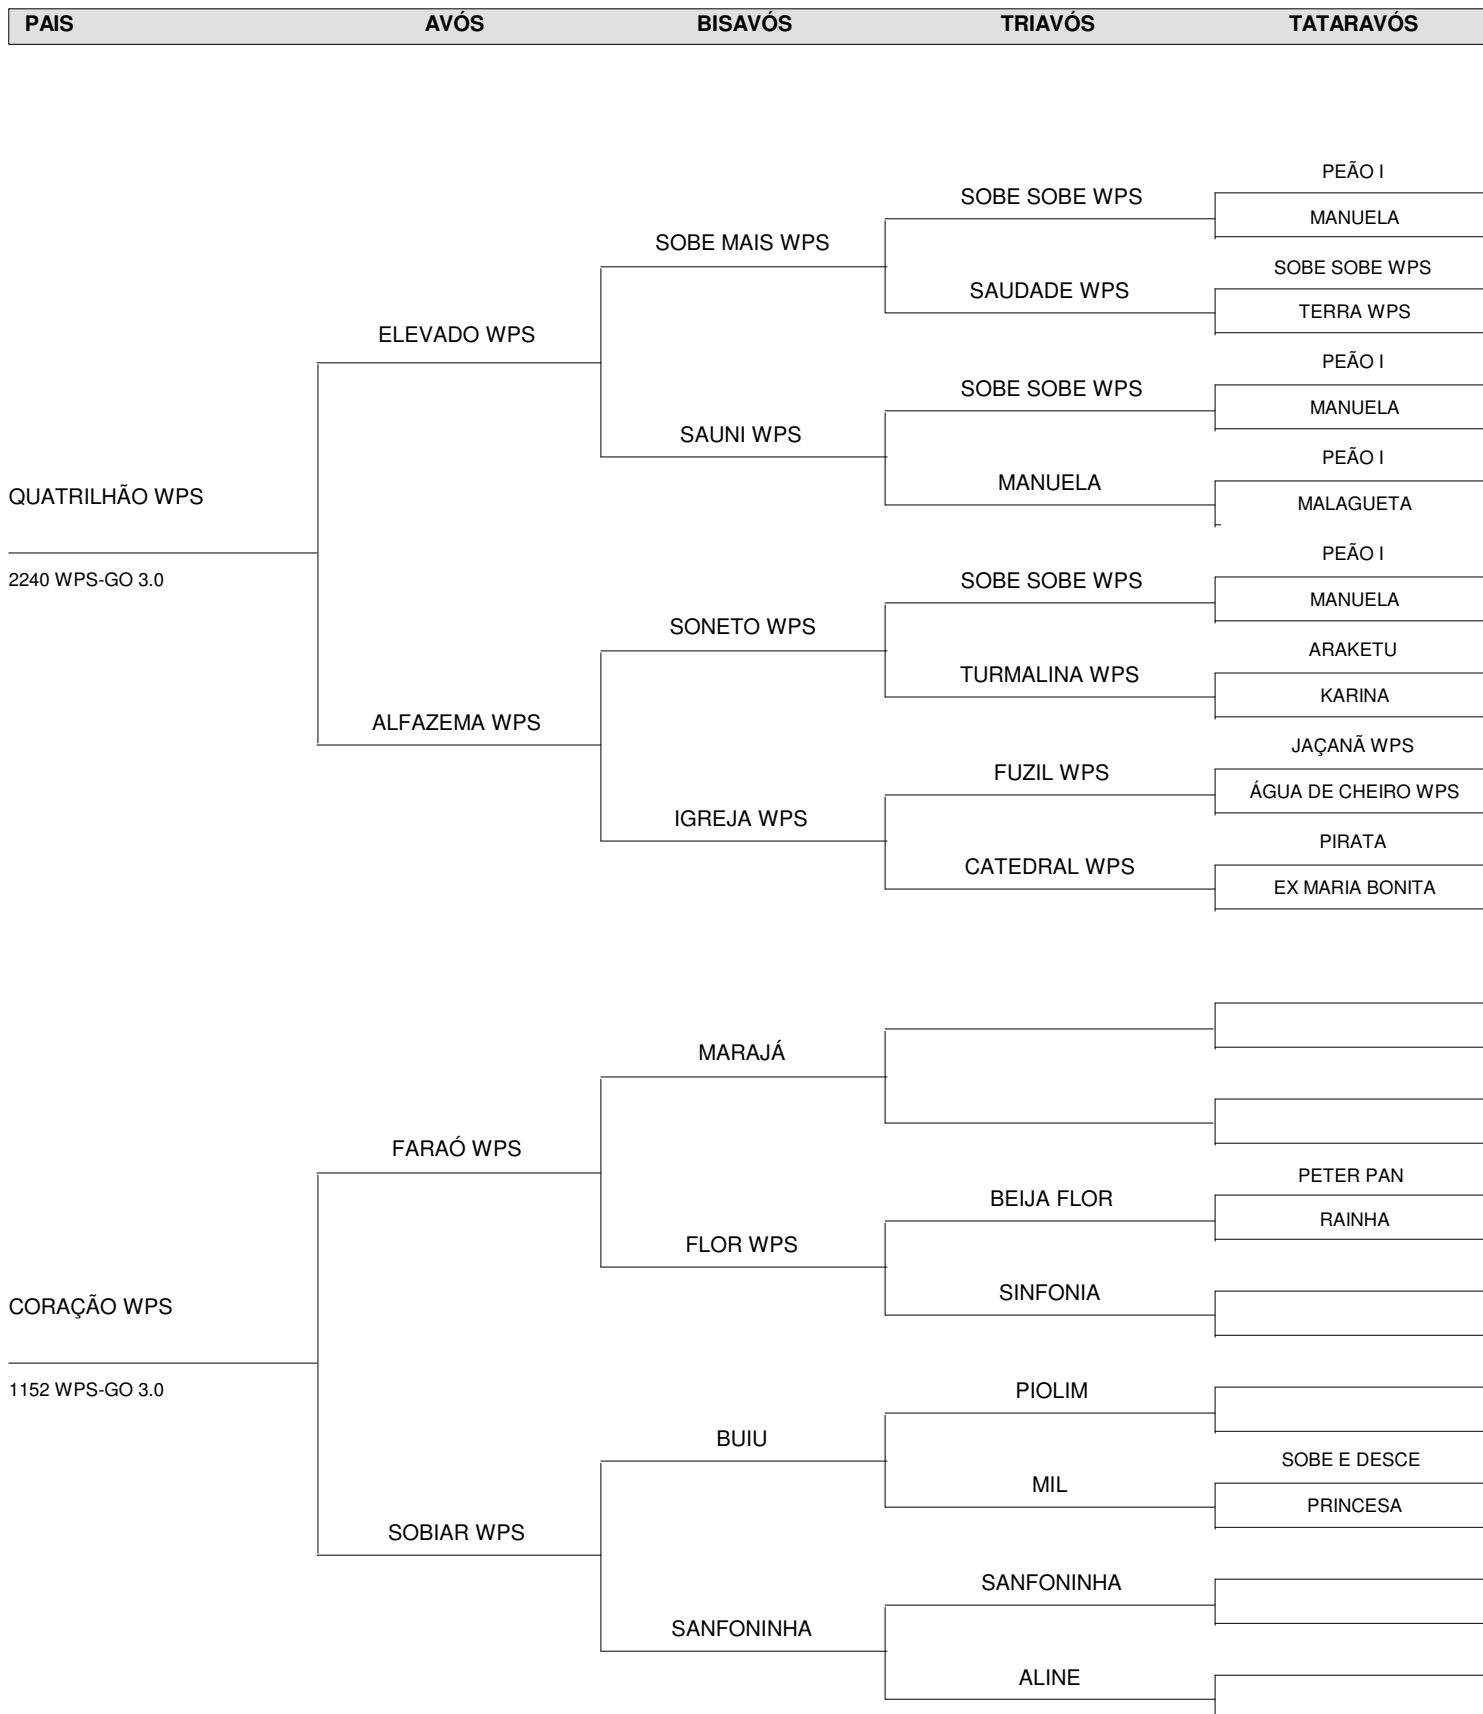 PAIS AVÓS BISAVÓS TRIAVÓS TATARAVÓS
PEÃO I
SOBE SOBE WPS
MANUELA
SOBE MAIS WPS
SOBE SOBE WPS
SAUDADE WPS
TERRA WPS
ELEVADO WPS
PEÃO I
SOBE SOBE WPS
MANUELA
SAUNI WPS
PEÃO I
MANUELA
QUATRILHÃO WPS
MALAGUETA
PEÃO I
2240 WPS-GO 3.0
SOBE SOBE WPS
MANUELA
SONETO WPS
ARAKETU
TURMALINA WPS
KARINA
ALFAZEMA WPS
JAÇANÃ WPS
FUZIL WPS
ÁGUA DE CHEIRO WPS
IGREJA WPS
PIRATA
CATEDRAL WPS
EX MARIA BONITA
MARAJÁ
FARAÓ WPS
PETER PAN
BEIJA FLOR
RAINHA
FLOR WPS
SINFONIA
CORAÇÃO WPS
1152 WPS-GO 3.0
PIOLIM
BUIU
SOBE E DESCE
MIL
PRINCESA
SOBIAR WPS
SANFONINHA
SANFONINHA
ALINE